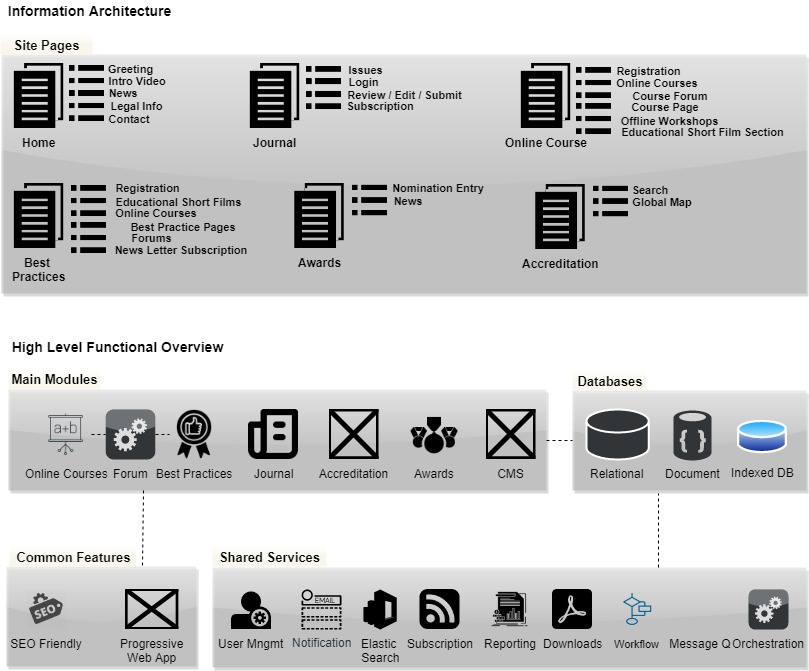 Information Architecture
Site Pages
Greeting
Intro Video
News
Legal Info
Contact
Home
Issues
Login
Review / Edit / Submit
Subscription
Journal
Registration
Online Courses
Course Forum
Course Page
Offline Workshops
Educational Short Film Section
Online Course
Registration
Educational Short Films
Online Courses
Best Practice Pages
Forums
News Letter Subscription
Best
Practices
Nomination Entry
News
Awards
Search
Global Map
Accreditation
High Level Functional Overview
Main Modules
a+b
Online Courses
Forum
Best Practices
Journal
Accreditation
Awards
CMS
Databases
Relational
{ }
Document
Indexed DB
Common Features
SEO
SEO Friendly
Progressive
Web App
Shared Services
User Mngmt
EMAIL
Notification
Elastic
Search
Subscription
Reporting
Downloads
Workflow
Message Q
Orchestration